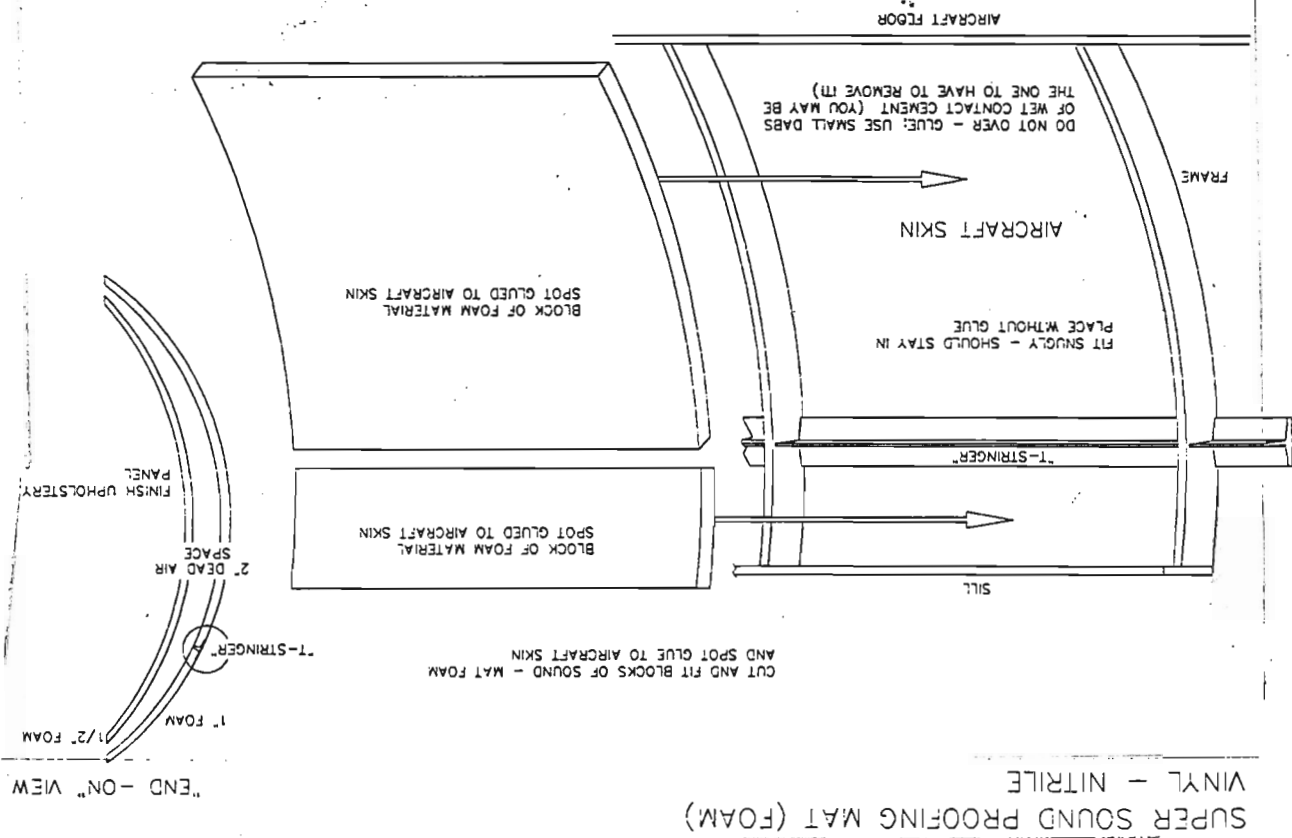 SUPER SOUND PROOFING MAT (FOAM)
VINYL - NITRILE
"END -ON" VIEW
1/2" FOAM
1" FOAM
"T-STRINGER"
2" DEAD AIR
SPACE
FINISH UPHOLSTERY
PANEL
CUT AND FIT BLOCKS OF SOUND - MAT FOAM
AND SPOT GLUE TO AIRCRAFT SKIN
SILL
BLOCK OF FOAM MATERIAL
SPOT GLUED TO AIRCRAFT SKIN
"T-STRINGER"
FIT SNUGLY - SHOULD STAY IN
PLACE WITHOUT GLUE
BLOCK OF FOAM MATERIAL
SPOT GLUED TO AIRCRAFT SKIN
AIRCRAFT SKIN
FRAME
DO NOT OVER - GLUE: USE SMALL DABS
OF WET CONTACT CEMENT (YOU MAY BE
THE ONE TO HAVE TO REMOVE IT!)
AIRCRAFT FLOOR